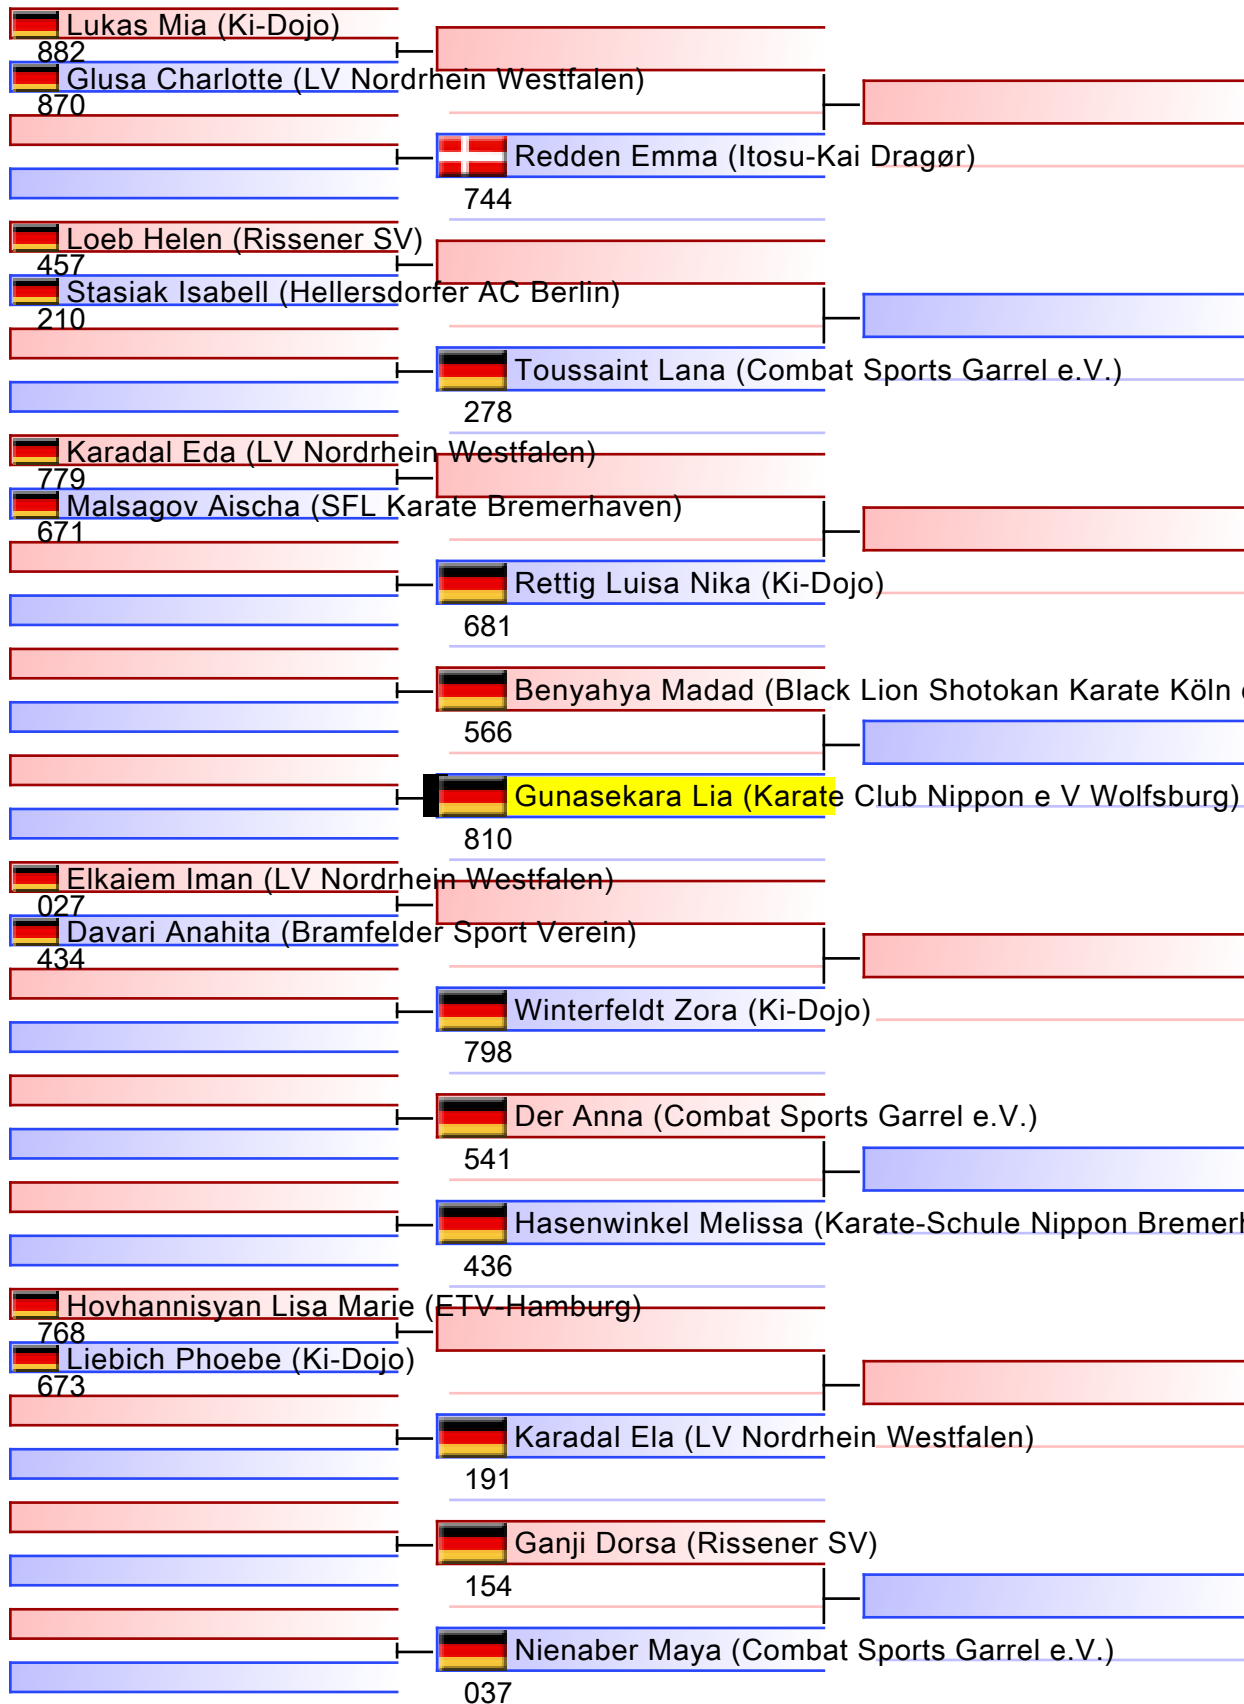 Lukas Mia (Ki-Dojo)
882
Glusa Charlotte (LV Nordrhein Westfalen)
870
Redden Emma (Itosu-Kai Dragør)
744
Loeb Helen (Rissener SV)
457
Stasiak Isabell (Hellersdorfer AC Berlin)
210
Toussaint Lana (Combat Sports Garrel e.V.)
278
Karadal Eda (LV Nordrhein Westfalen)
779
Malsagov Aischa (SFL Karate Bremerhaven)
671
Rettig Luisa Nika (Ki-Dojo)
681
Benyahya Madad (Black Lion Shotokan Karate Köln
566
Gunasekara Lia (Karate Club Nippon e V Wolfsburg)
810
Elkaiem Iman (LV Nordrhein Westfalen)
027
Davari Anahita (Bramfelder Sport Verein)
434
Winterfeldt Zora (Ki-Dojo)
798
Der Anna (Combat Sports Garrel e.V.)
541
Hasenwinkel Melissa (Karate-Schule Nippon Bremerh
436
Hovhannisyan Lisa Marie (ETV-Hamburg)
768
Liebich Phoebe (Ki-Dojo)
673
Karadal Ela (LV Nordrhein Westfalen)
191
Ganji Dorsa (Rissener SV)
154
Nienaber Maya (Combat Sports Garrel e.V.)
037